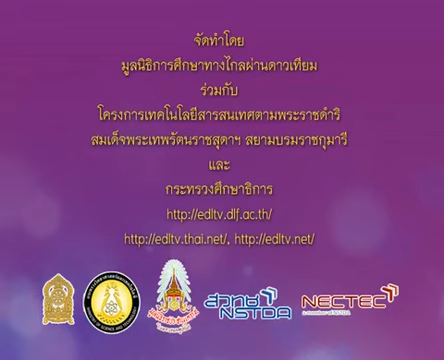 จัดทำโดย
มูลนิธิการศึกษาทางไกลผ่านดาวเทียม
ร่วมกับ
โครงการเทคโนโลยีสารสนเทศตามพระราชดำริ
สมเด็จพระเทพรัตนราชสุดาฯ สยามบรมราชกุมารี
และ
กระทรวงศึกษาธิการ
http://edltv.dlf.ac.th/
http://edltv.thai.net/, http://edltv.net/
สวทช
NSTDA
NECTEC
a member of NSTDA